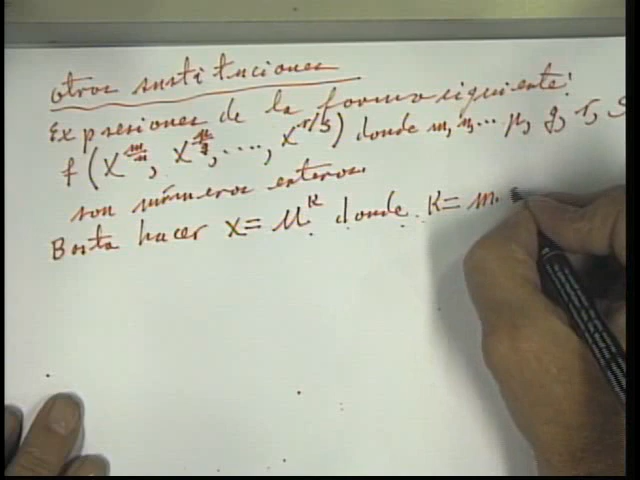 otras sustituciones
Expresiones de la forma siguiente:
f(x^{m/n}, x^{p/q}, ..., x^{r/s}) donde m, n, ... p, q, r, s
son números enteros.
Basta hacer x = u^k donde k = m.